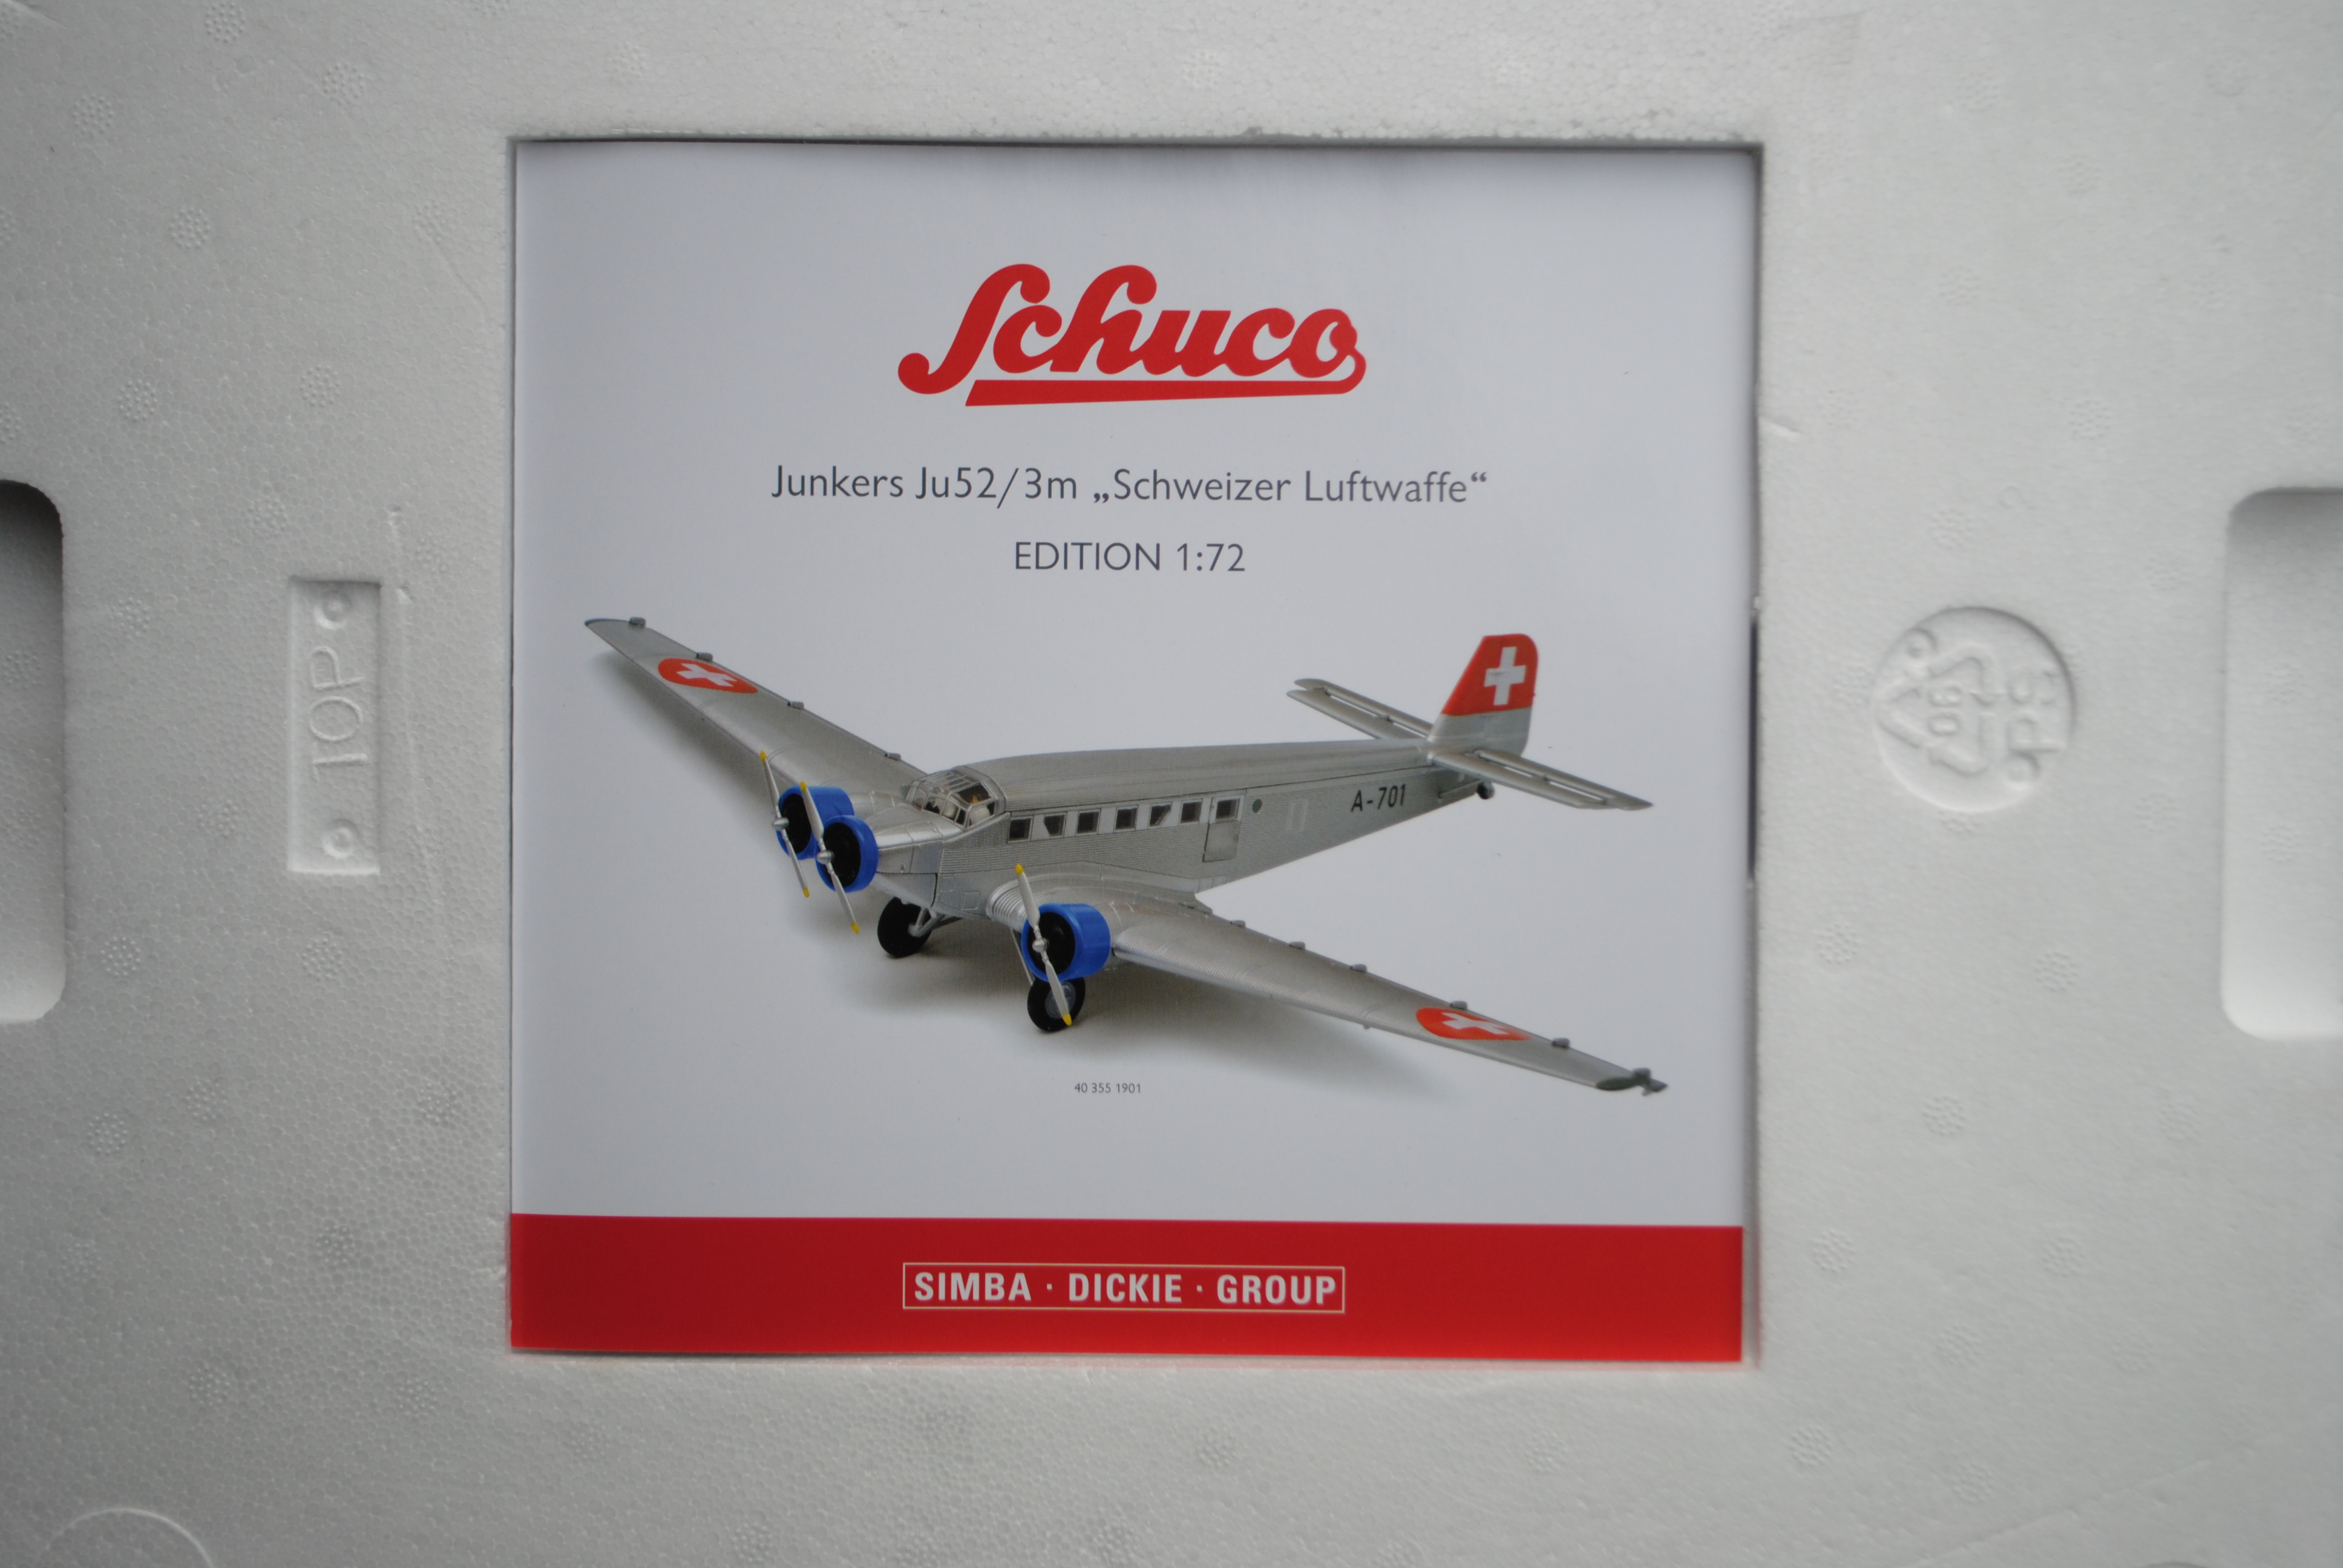 Schuco
Junkers Ju52/3m „Schweizer Luftwaffe“
EDITION 1:72
A-701
40 355 1901
SIMBA · DICKIE · GROUP
TOP